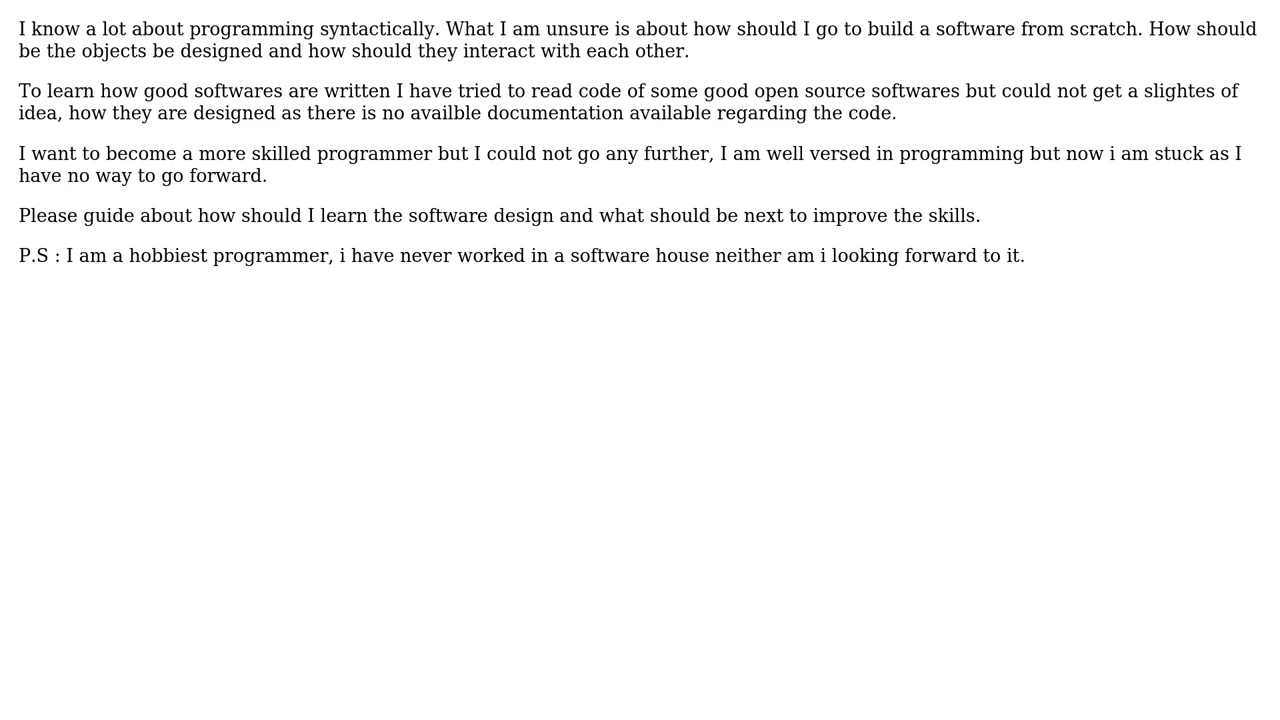 I know a lot about programming syntactically. What I am unsure is about how should I go to build a software from scratch. How should
be the objects be designed and how should they interact with each other.
To learn how good softwares are written I have tried to read code of some good open source softwares but could not get a slightes of
idea, how they are designed as there is no availble documentation available regarding the code.
I want to become a more skilled programmer but I could not go any further, I am well versed in programming but now i am stuck as I
have no way to go forward.
Please guide about how should I learn the software design and what should be next to improve the skills.
P.S : I am a hobbiest programmer, i have never worked in a software house neither am i looking forward to it.